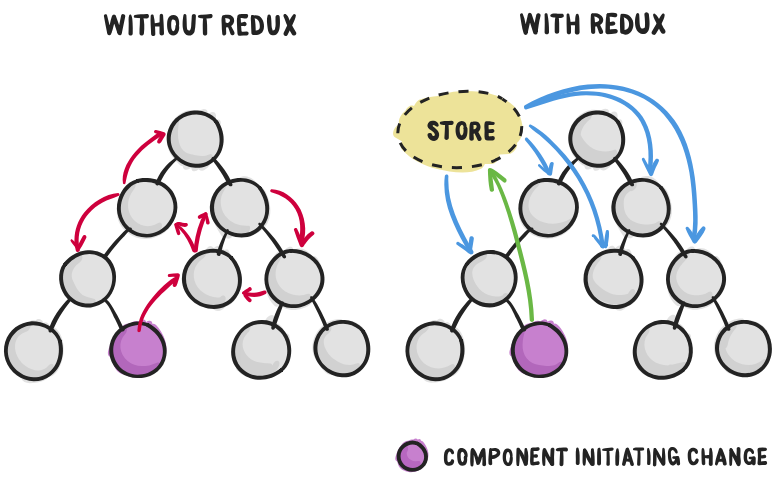 WITHOUT REDUX
WITH REDUX
STORE
COMPONENT INITIATING CHANGE